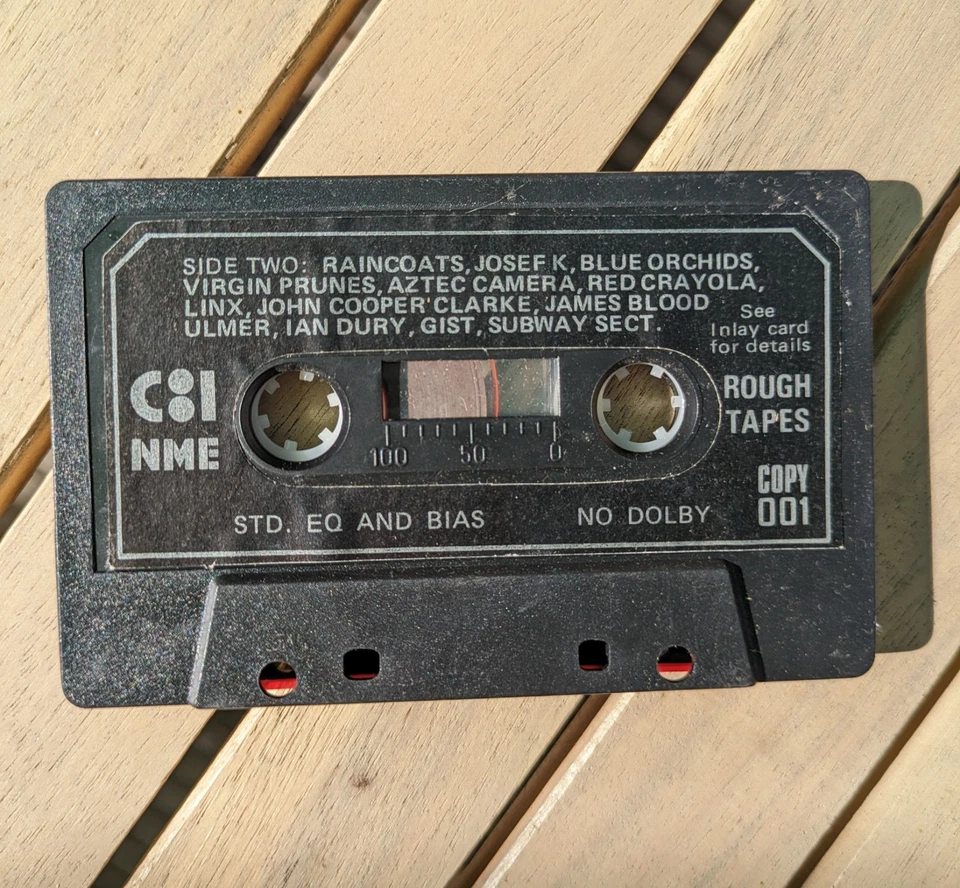 SIDE TWO: RAINCOATS, JOSEF K, BLUE ORCHIDS,
VIRGIN PRUNES, AZTEC CAMERA, RED CRAYOLA,
LINX, JOHN COOPER CLARKE, JAMES BLOOD
ULMER, IAN DURY, GIST, SUBWAY SECT.
See
Inlay card
for details
C81
NME
ROUGH
TAPES
100 50 0
COPY
001
STD. EQ AND BIAS NO DOLBY